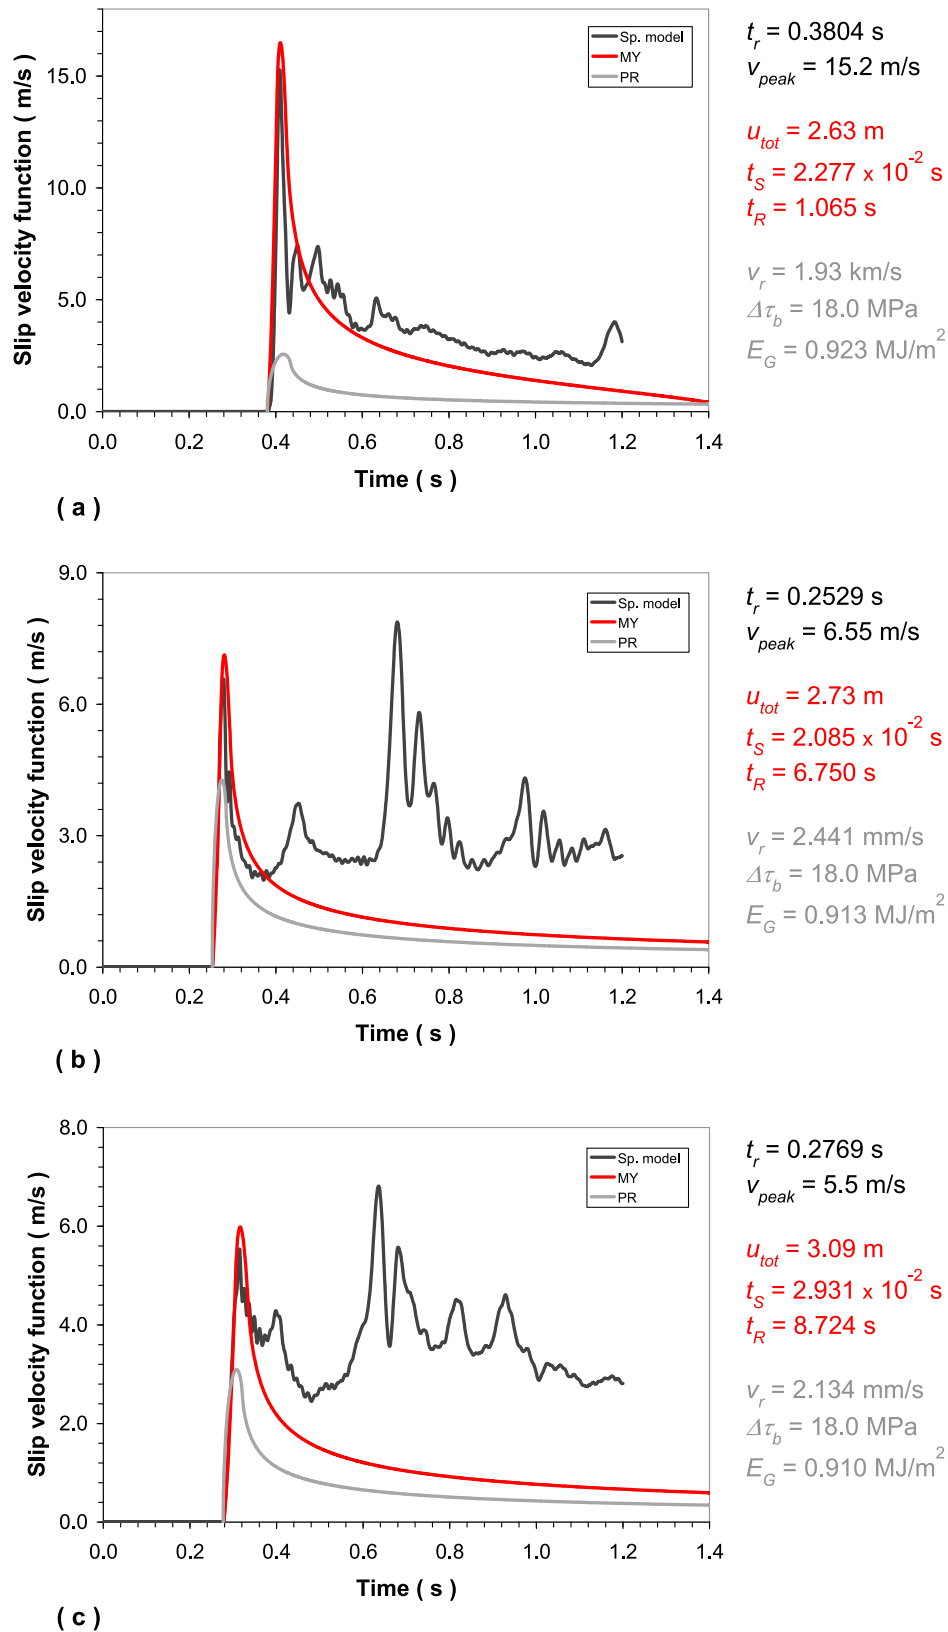 Slip velocity function ( m/s )
15.0
10.0
5.0
0.0
0.0 0.2 0.4 0.6 0.8 1.0 1.2 1.4
Time ( s )
Sp. model
MY
PR
t_r = 0.3804 s
v_peak = 15.2 m/s
u_tot = 2.63 m
t_S = 2.277 x 10^-2 s
t_R = 1.065 s
v_r = 1.93 km/s
Δτ_b = 18.0 MPa
E_G = 0.923 MJ/m^2
( a )
Slip velocity function ( m/s )
9.0
6.0
3.0
0.0
0.0 0.2 0.4 0.6 0.8 1.0 1.2 1.4
Time ( s )
Sp. model
MY
PR
t_r = 0.2529 s
v_peak = 6.55 m/s
u_tot = 2.73 m
t_S = 2.085 x 10^-2 s
t_R = 6.750 s
v_r = 2.441 mm/s
Δτ_b = 18.0 MPa
E_G = 0.913 MJ/m^2
( b )
Slip velocity function ( m/s )
8.0
6.0
4.0
2.0
0.0
0.0 0.2 0.4 0.6 0.8 1.0 1.2 1.4
Time ( s )
Sp. model
MY
PR
t_r = 0.2769 s
v_peak = 5.5 m/s
u_tot = 3.09 m
t_S = 2.931 x 10^-2 s
t_R = 8.724 s
v_r = 2.134 mm/s
Δτ_b = 18.0 MPa
E_G = 0.910 MJ/m^2
( c )